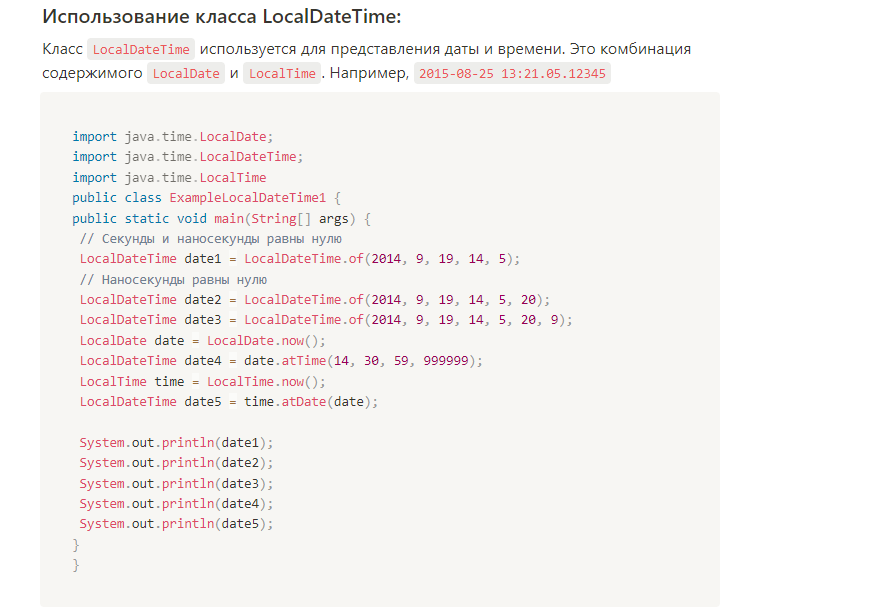 Использование класса LocalDateTime:
Класс LocalDateTime используется для представления даты и времени. Это комбинация
содержимого LocalDate и LocalTime. Например, 2015-08-25 13:21.05.12345
import java.time.LocalDate;
import java.time.LocalDateTime;
import java.time.LocalTime
public class ExampleLocalDateTime1 {
public static void main(String[] args) {
// Секунды и наносекунды равны нулю
LocalDateTime date1 = LocalDateTime.of(2014, 9, 19, 14, 5);
// Наносекунды равны нулю
LocalDateTime date2 = LocalDateTime.of(2014, 9, 19, 14, 5, 20);
LocalDateTime date3 = LocalDateTime.of(2014, 9, 19, 14, 5, 20, 9);
LocalDate date = LocalDate.now();
LocalDateTime date4 = date.atTime(14, 30, 59, 999999);
LocalTime time = LocalTime.now();
LocalDateTime date5 = time.atDate(date);
System.out.println(date1);
System.out.println(date2);
System.out.println(date3);
System.out.println(date4);
System.out.println(date5);
}
}